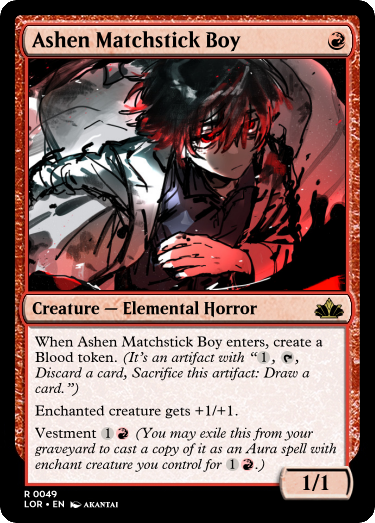 Ashen Matchstick Boy
Creature — Elemental Horror
When Ashen Matchstick Boy enters, create a
Blood token. (It's an artifact with “1, ,
Discard a card, Sacrifice this artifact: Draw a
card.”)
Enchanted creature gets +1/+1.
Vestment 1 (You may exile this from your
graveyard to cast a copy of it as an Aura spell with
enchant creature you control for 1 .)
1/1
R 0049
LOR • EN AKANTAI